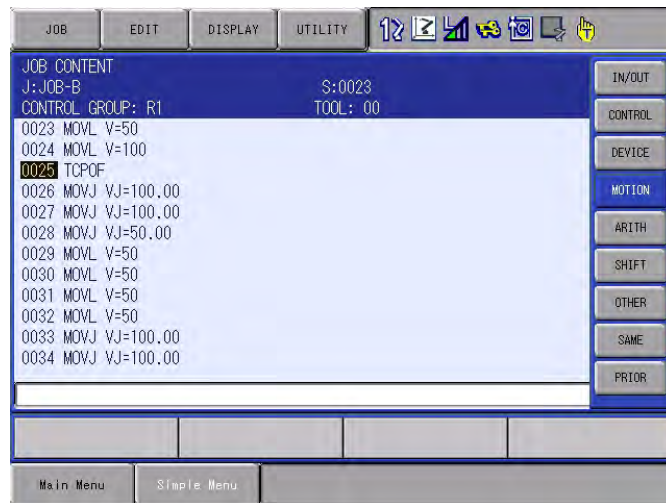 JOB EDIT DISPLAY UTILITY
JOB CONTENT
J:JOB-B S:0023
CONTROL GROUP: R1 TOOL: 00
0023 MOVL V=50
0024 MOVL V=100
0025 TCPOF
0026 MOVJ VJ=100.00
0027 MOVJ VJ=100.00
0028 MOVJ VJ=50.00
0029 MOVL V=50
0030 MOVL V=50
0031 MOVL V=50
0032 MOVL V=50
0033 MOVJ VJ=100.00
0034 MOVJ VJ=100.00
IN/OUT
CONTROL
DEVICE
MOTION
ARITH
SHIFT
OTHER
SAME
PRIOR
Main Menu Simple Menu